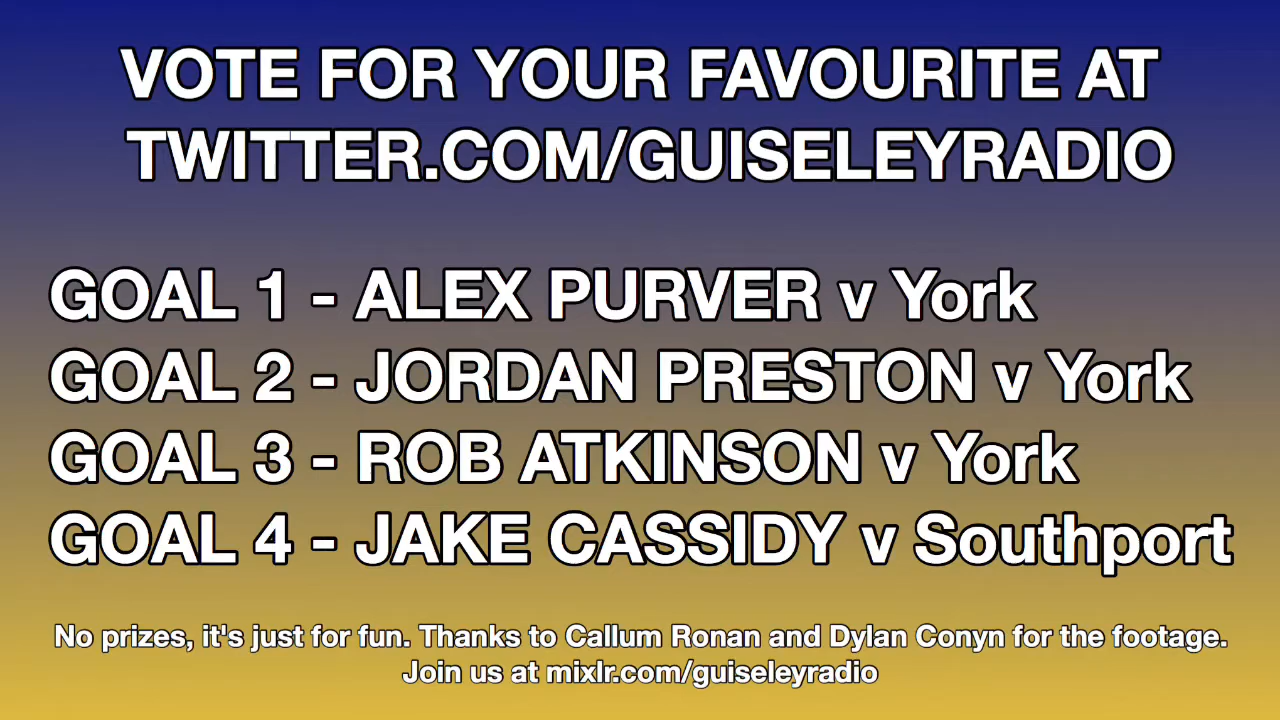 VOTE FOR YOUR FAVOURITE AT
TWITTER.COM/GUISELEYRADIO
GOAL 1 - ALEX PURVER v York
GOAL 2 - JORDAN PRESTON v York
GOAL 3 - ROB ATKINSON v York
GOAL 4 - JAKE CASSIDY v Southport
No prizes, it's just for fun. Thanks to Callum Ronan and Dylan Conyn for the footage.
Join us at mixlr.com/guiseleyradio